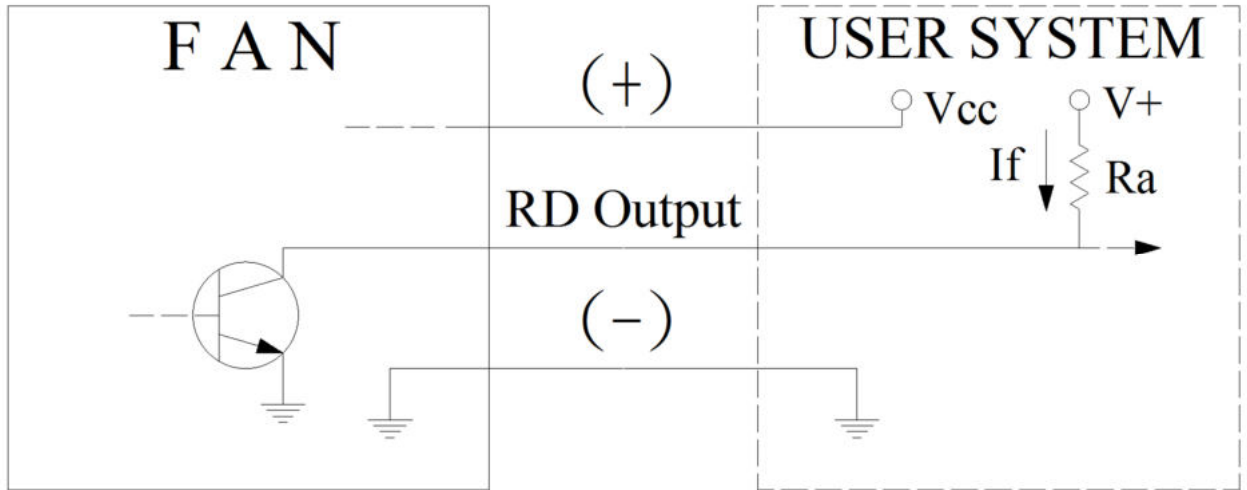 F A N
USER SYSTEM
(+)
Vcc
V+
If
Ra
RD Output
(-)